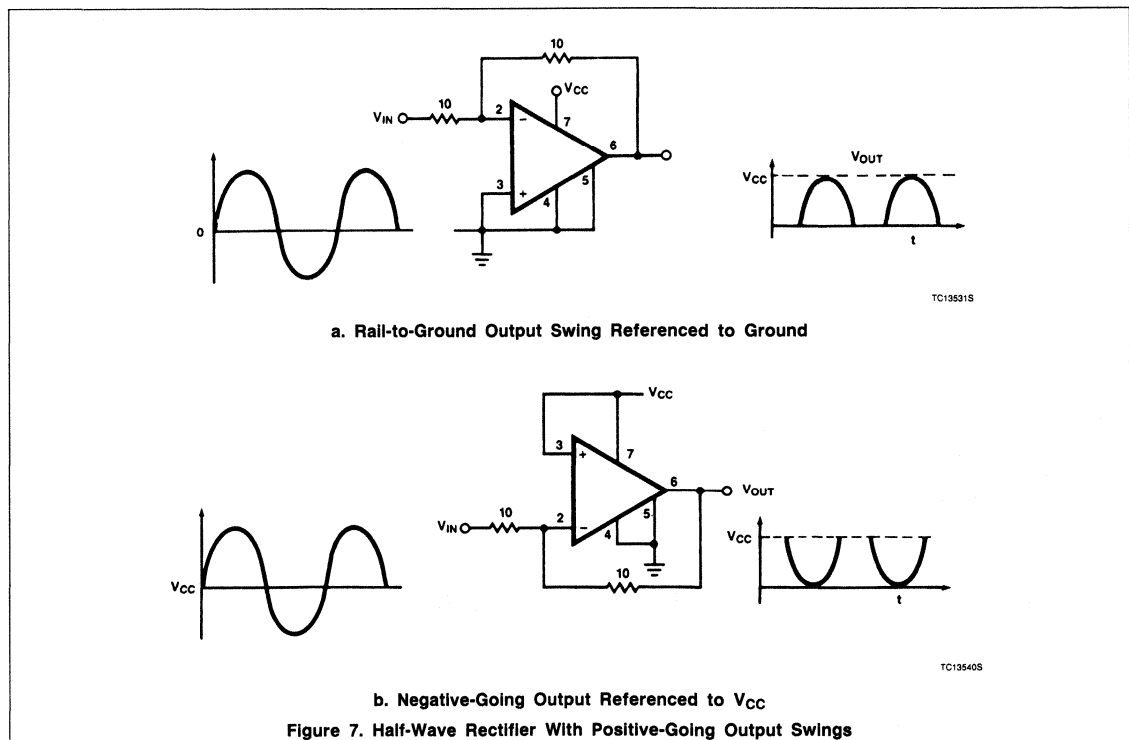 10
VCC
10
VIN
2
−
7
6
3
+
5
4
0
VOUT
VCC
t
TC13531S
a. Rail-to-Ground Output Swing Referenced to Ground
VCC
3
+
7
6
VOUT
5
VIN
10
2
−
4
10
VCC
VCC
t
TC13540S
b. Negative-Going Output Referenced to VCC
Figure 7. Half-Wave Rectifier With Positive-Going Output Swings